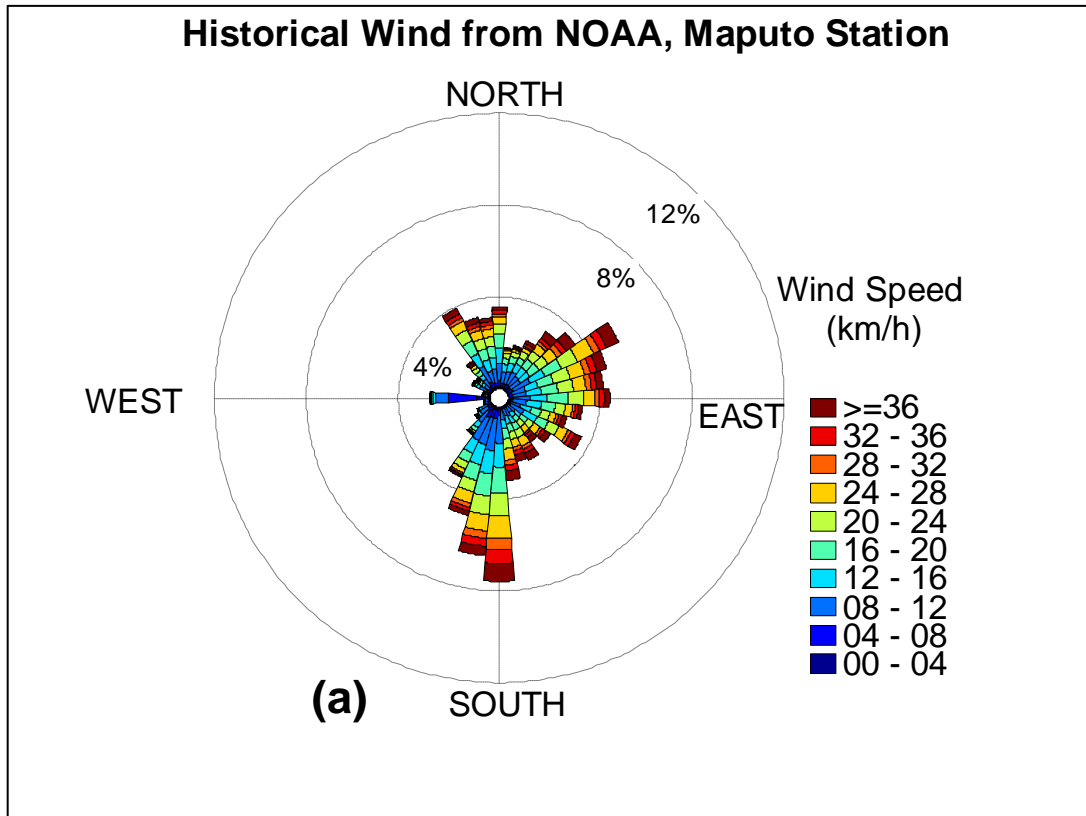 Historical Wind from NOAA, Maputo Station
NORTH
12%
8%
Wind Speed
(km/h)
4%
WEST
EAST
>=36
32 - 36
28 - 32
24 - 28
20 - 24
16 - 20
12 - 16
08 - 12
04 - 08
00 - 04
(a)
SOUTH